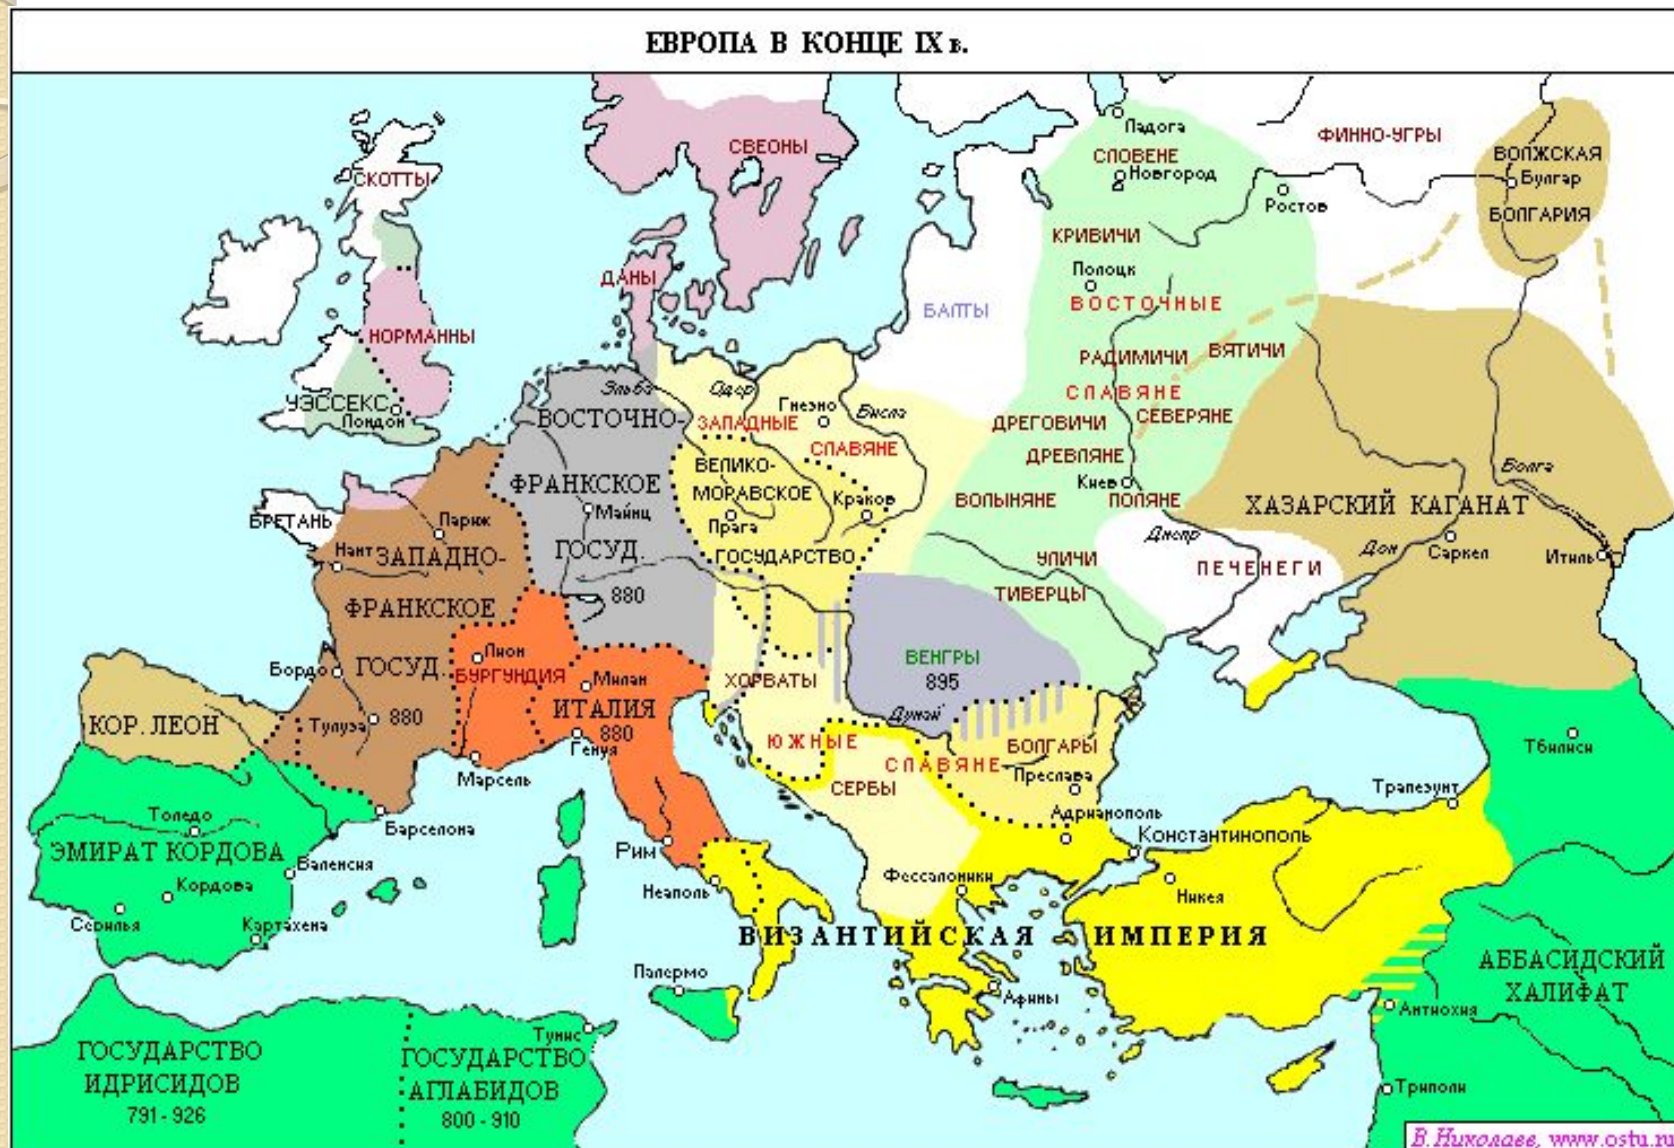 ЕВРОПА В КОНЦЕ IX в.
Ладога
СЛОВЕНЕ
Новгород
ФИННО-УГРЫ
ВОЛЖСКАЯ
Булгар
БОЛГАРИЯ
Ростов
СВЕОНЫ
СКОТТЫ
КРИВИЧИ
Полоцк
ВОСТОЧНЫЕ
ДАНЫ
БАЛТЫ
НОРМАННЫ
РАДИМИЧИ
ВЯТИЧИ
СЛАВЯНЕ
СЕВЕРЯНЕ
УЭССЕКС
Лондон
Эльба
Одер
Гнезно
Висла
ВОСТОЧНО-
ФРАНКСКОЕ
ГОСУД.
880
Майнц
ЗАПАДНЫЕ
СЛАВЯНЕ
ДРЕГОВИЧИ
ДРЕВЛЯНЕ
Киев
ПОЛЯНЕ
ВОЛЫНЯНЕ
ВЕЛИКО-
МОРАВСКОЕ
Прага
ГОСУДАРСТВО
Краков
Волга
ХАЗАРСКИЙ КАГАНАТ
Днепр
Дон
Саркел
Итиль
ПЕЧЕНЕГИ
УЛИЧИ
ТИВЕРЦЫ
БРЕТАНЬ
Париж
Нант
ЗАПАДНО-
ФРАНКСКОЕ
ГОСУД.
880
Бордо
Тулуза
Лион
БУРГУНДИЯ
Милан
ИТАЛИЯ
880
Генуя
Марсель
ХОРВАТЫ
ВЕНГРЫ
895
Дунай
ЮЖНЫЕ
СЛАВЯНЕ
СЕРБЫ
БОЛГАРЫ
Преслава
Адрианополь
Константинополь
Трапезунт
Тбилиси
КОР. ЛЕОН
Толедо
ЭМИРАТ КОРДОВА
Барселона
Валенсия
Кордова
Севилья
Картахена
Рим
Неаполь
Фессалоники
Никея
ВИЗАНТИЙСКАЯ ИМПЕРИЯ
Палермо
Афины
АББАСИДСКИЙ
ХАЛИФАТ
Антиохия
Триполи
Тунис
ГОСУДАРСТВО
ИДРИСИДОВ
791 - 926
ГОСУДАРСТВО
АГЛАБИДОВ
800 - 910
В.Николаев, www.ostu.ru